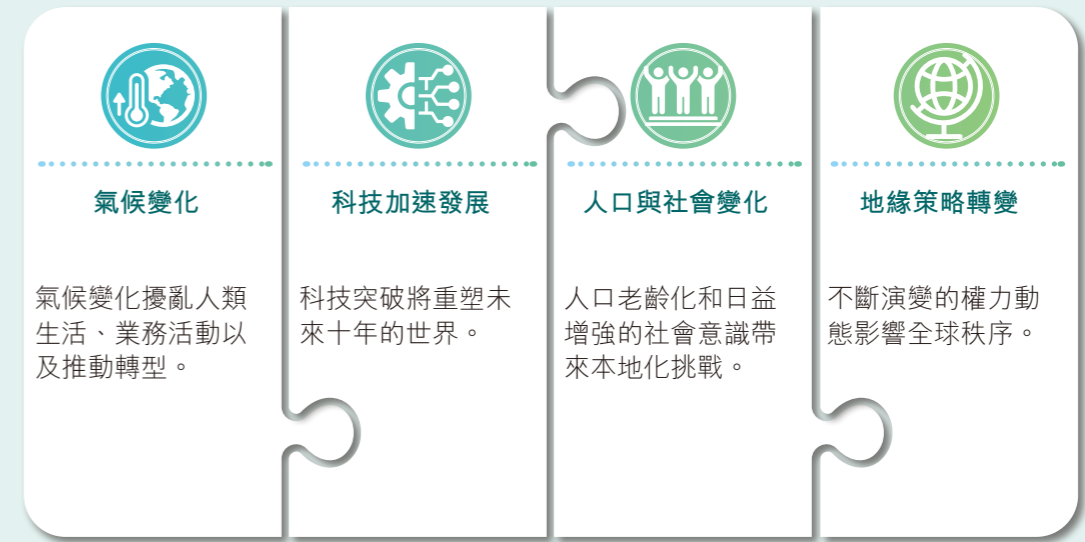 氣候變化
氣候變化擾亂人類
生活、業務活動以
及推動轉型。
科技加速發展
科技突破將重塑未
來十年的世界。
人口與社會變化
人口老齡化和日益
增強的社會意識帶
來本地化挑戰。
地緣策略轉變
不斷演變的權力動
態影響全球秩序。